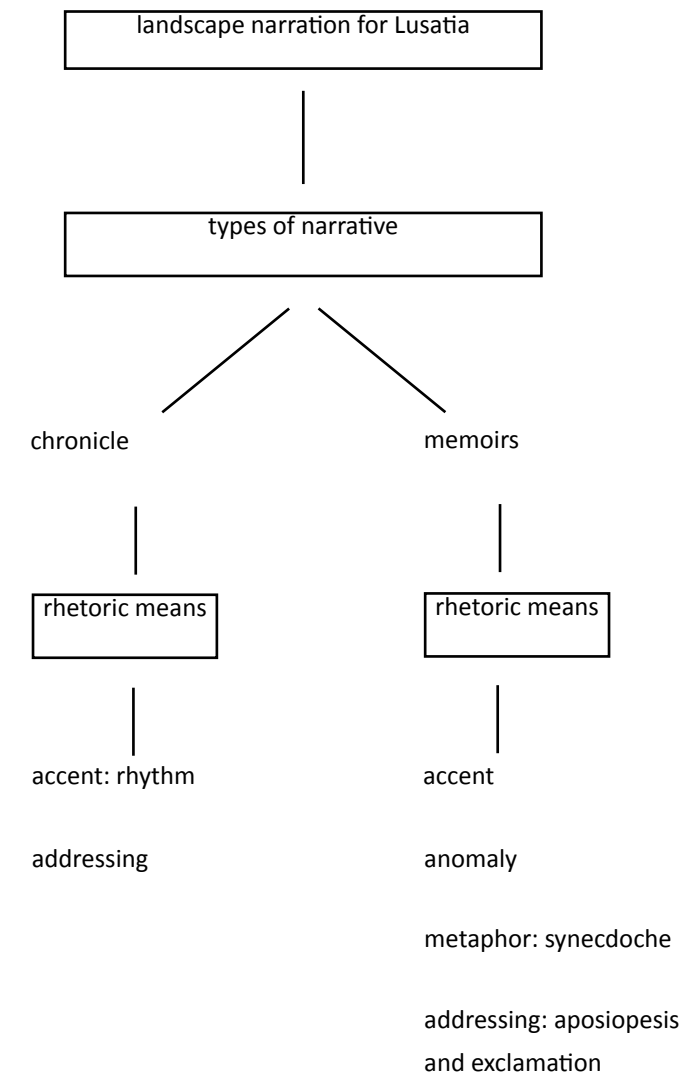 landscape narration for Lusatia
types of narrative
chronicle
memoirs
rhetoric means
rhetoric means
accent: rhythm
accent
addressing
anomaly
metaphor: synecdoche
addressing: aposiopesis
and exclamation